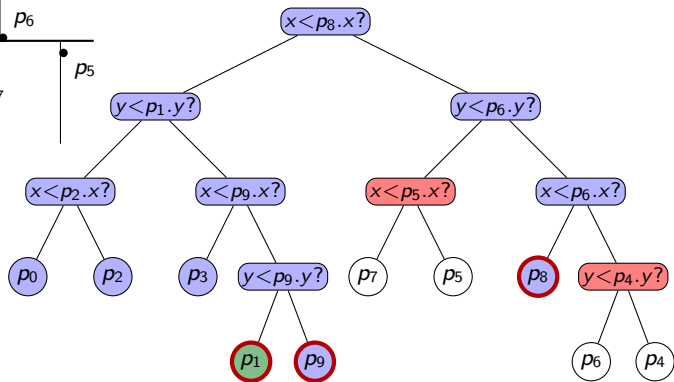 p6
x<p8.x?
p5
y<p1.y?
y<p6.y?
x<p2.x?
x<p9.x?
x<p5.x?
x<p6.x?
p0
p2
p3
y<p9.y?
p7
p5
p8
y<p4.y?
p1
p9
p6
p4